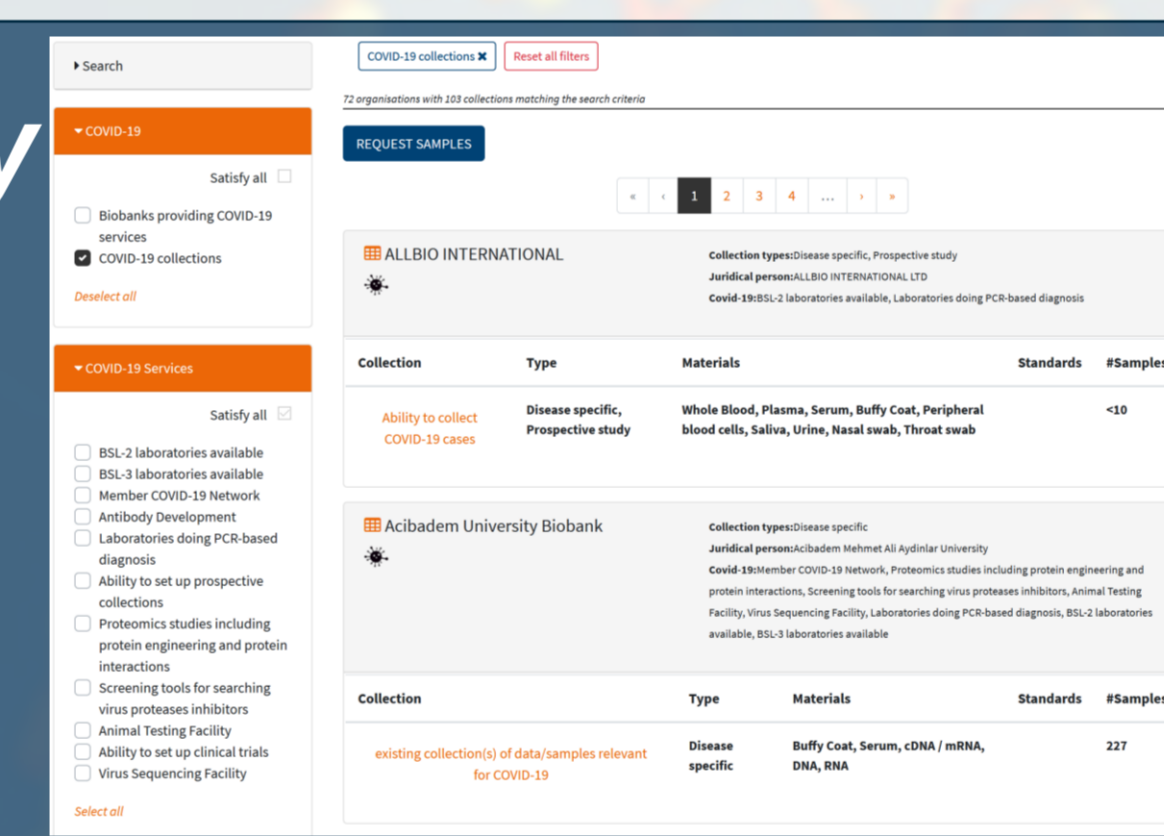 y
Search
COVID-19
Satisfy all
Biobanks providing COVID-19
services
COVID-19 collections
Deselect all
COVID-19 Services
Satisfy all
BSL-2 laboratories available
BSL-3 laboratories available
Member COVID-19 Network
Antibody Development
Laboratories doing PCR-based
diagnosis
Ability to set up prospective
collections
Proteomics studies including
protein engineering and protein
interactions
Screening tools for searching
virus proteases inhibitors
Animal Testing Facility
Ability to set up clinical trials
Virus Sequencing Facility
Select all
COVID-19 collections ✖ Reset all filters
72 organisations with 103 collections matching the search criteria
REQUEST SAMPLES
« ‹ 1 2 3 4 ... › »
ALLBIO INTERNATIONAL
Collection types:Disease specific, Prospective study
Juridical person:ALLBIO INTERNATIONAL LTD
Covid-19:BSL-2 laboratories available, Laboratories doing PCR-based diagnosis
Collection Type Materials Standards #Samples
Ability to collect
COVID-19 cases
Disease specific,
Prospective study
Whole Blood, Plasma, Serum, Buffy Coat, Peripheral
blood cells, Saliva, Urine, Nasal swab, Throat swab
<10
Acibadem University Biobank
Collection types:Disease specific
Juridical person:Acibadem Mehmet Ali Aydinlar University
Covid-19:Member COVID-19 Network, Proteomics studies including protein engineering and
protein interactions, Screening tools for searching virus proteases inhibitors, Animal Testing
Facility, Virus Sequencing Facility, Laboratories doing PCR-based diagnosis, BSL-2 laboratories
available, BSL-3 laboratories available
Collection Type Materials Standards #Samples
existing collection(s) of data/samples relevant
for COVID-19
Disease
specific
Buffy Coat, Serum, cDNA / mRNA,
DNA, RNA
227